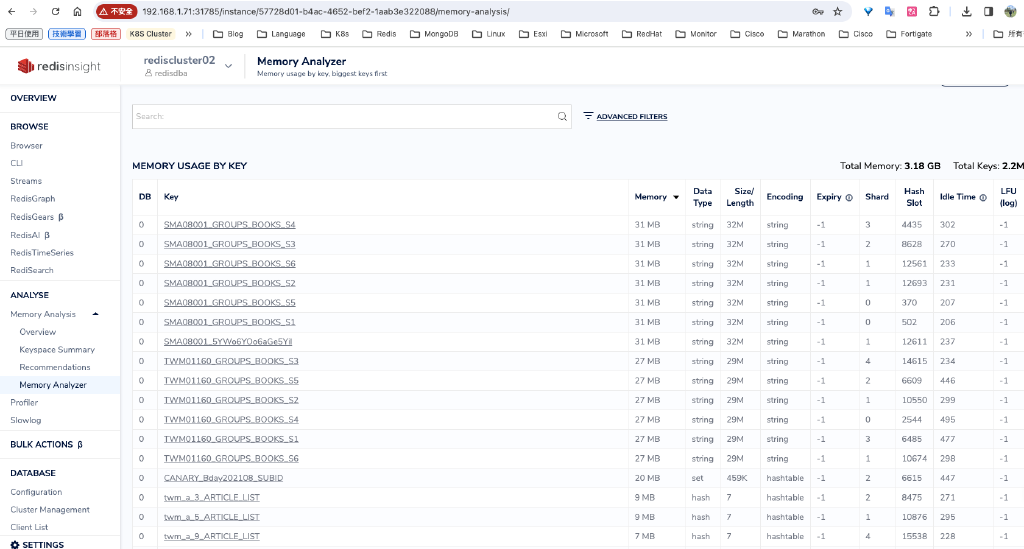 不安全 192.168.1.71:31785/instance/57728d01-b4ac-4652-bef2-1aab3e322088/memory-analysis/
平日使用 技術學習 部落格 K8S Cluster » Blog Language K8s Redis MongoDB Linux Esxi Microsoft RedHat Monitor Cisco Marathon Cisco Fortigate » 所有
redisinsight
rediscluster02
redisdba
Memory Analyzer
Memory usage by key, biggest keys first
OVERVIEW
BROWSE
Browser
CLI
Streams
RedisGraph
RedisGears β
RedisAI β
RedisTimeSeries
RediSearch
ANALYSE
Memory Analysis
Overview
Keyspace Summary
Recommendations
Memory Analyzer
Profiler
Slowlog
BULK ACTIONS β
DATABASE
Configuration
Cluster Management
Client List
SETTINGS
Search:
ADVANCED FILTERS
MEMORY USAGE BY KEY Total Memory: 3.18 GB Total Keys: 2.2M
DB Key Memory Data Type Size/ Length Encoding Expiry Shard Hash Slot Idle Time LFU (log)
0 SMA08001_GROUPS_BOOKS_S4 31 MB string 32M string -1 3 4435 302 -1
0 SMA08001_GROUPS_BOOKS_S3 31 MB string 32M string -1 2 8628 270 -1
0 SMA08001_GROUPS_BOOKS_S6 31 MB string 32M string -1 1 12561 233 -1
0 SMA08001_GROUPS_BOOKS_S2 31 MB string 32M string -1 1 12693 231 -1
0 SMA08001_GROUPS_BOOKS_S5 31 MB string 32M string -1 0 370 207 -1
0 SMA08001_GROUPS_BOOKS_S1 31 MB string 32M string -1 0 502 206 -1
0 31 MB string 32M string -1 1 12611 237 -1
0 TWM01160_GROUPS_BOOKS_S3 27 MB string 29M string -1 4 14615 234 -1
0 TWM01160_GROUPS_BOOKS_S5 27 MB string 29M string -1 2 6609 446 -1
0 TWM01160_GROUPS_BOOKS_S2 27 MB string 29M string -1 1 10550 299 -1
0 TWM01160_GROUPS_BOOKS_S4 27 MB string 29M string -1 0 2544 495 -1
0 TWM01160_GROUPS_BOOKS_S1 27 MB string 29M string -1 3 6485 477 -1
0 TWM01160_GROUPS_BOOKS_S6 27 MB string 29M string -1 1 10674 298 -1
0 CANARY_Bday202108_SUBID 20 MB set 459K hashtable -1 2 6615 447 -1
0 twm_a_3_ARTICLE_LIST 9 MB hash 7 hashtable -1 2 8475 271 -1
0 twm_a_5_ARTICLE_LIST 9 MB hash 7 hashtable -1 1 10876 295 -1
0 twm_a_9_ARTICLE_LIST 7 MB hash 7 hashtable -1 4 15538 228 -1